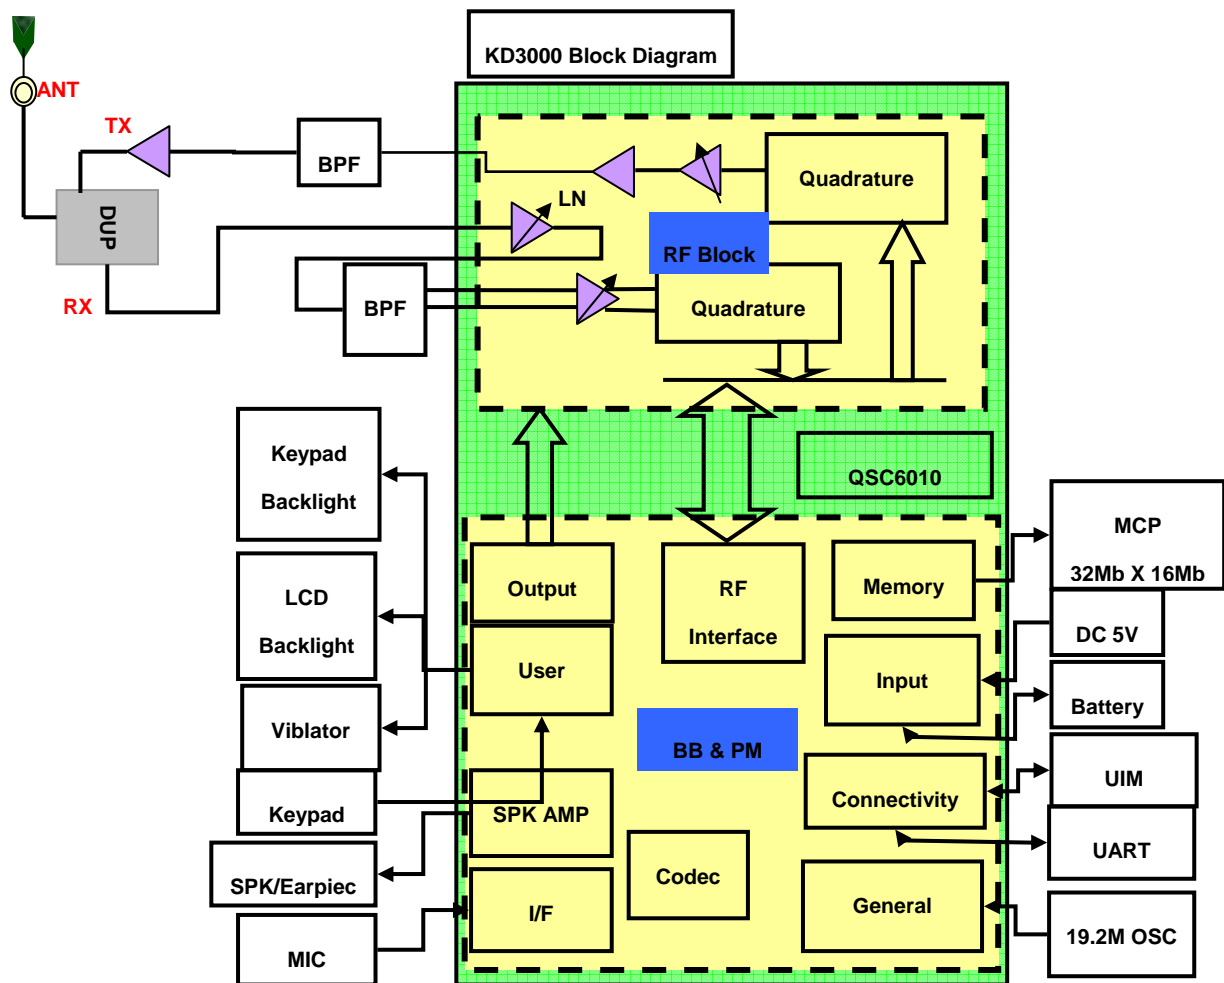 KD3000 Block Diagram
ANT
TX
BPF
Quadrature
LN
DUP
RF Block
RX
BPF
Quadrature
Keypad
Backlight
QSC6010
MCP
32Mb X 16Mb
Output
RF
Interface
Memory
LCD
Backlight
User
Input
DC 5V
Battery
Viblator
BB & PM
Keypad
SPK AMP
Connectivity
UIM
UART
SPK/Earpiec
Codec
I/F
General
MIC
19.2M OSC